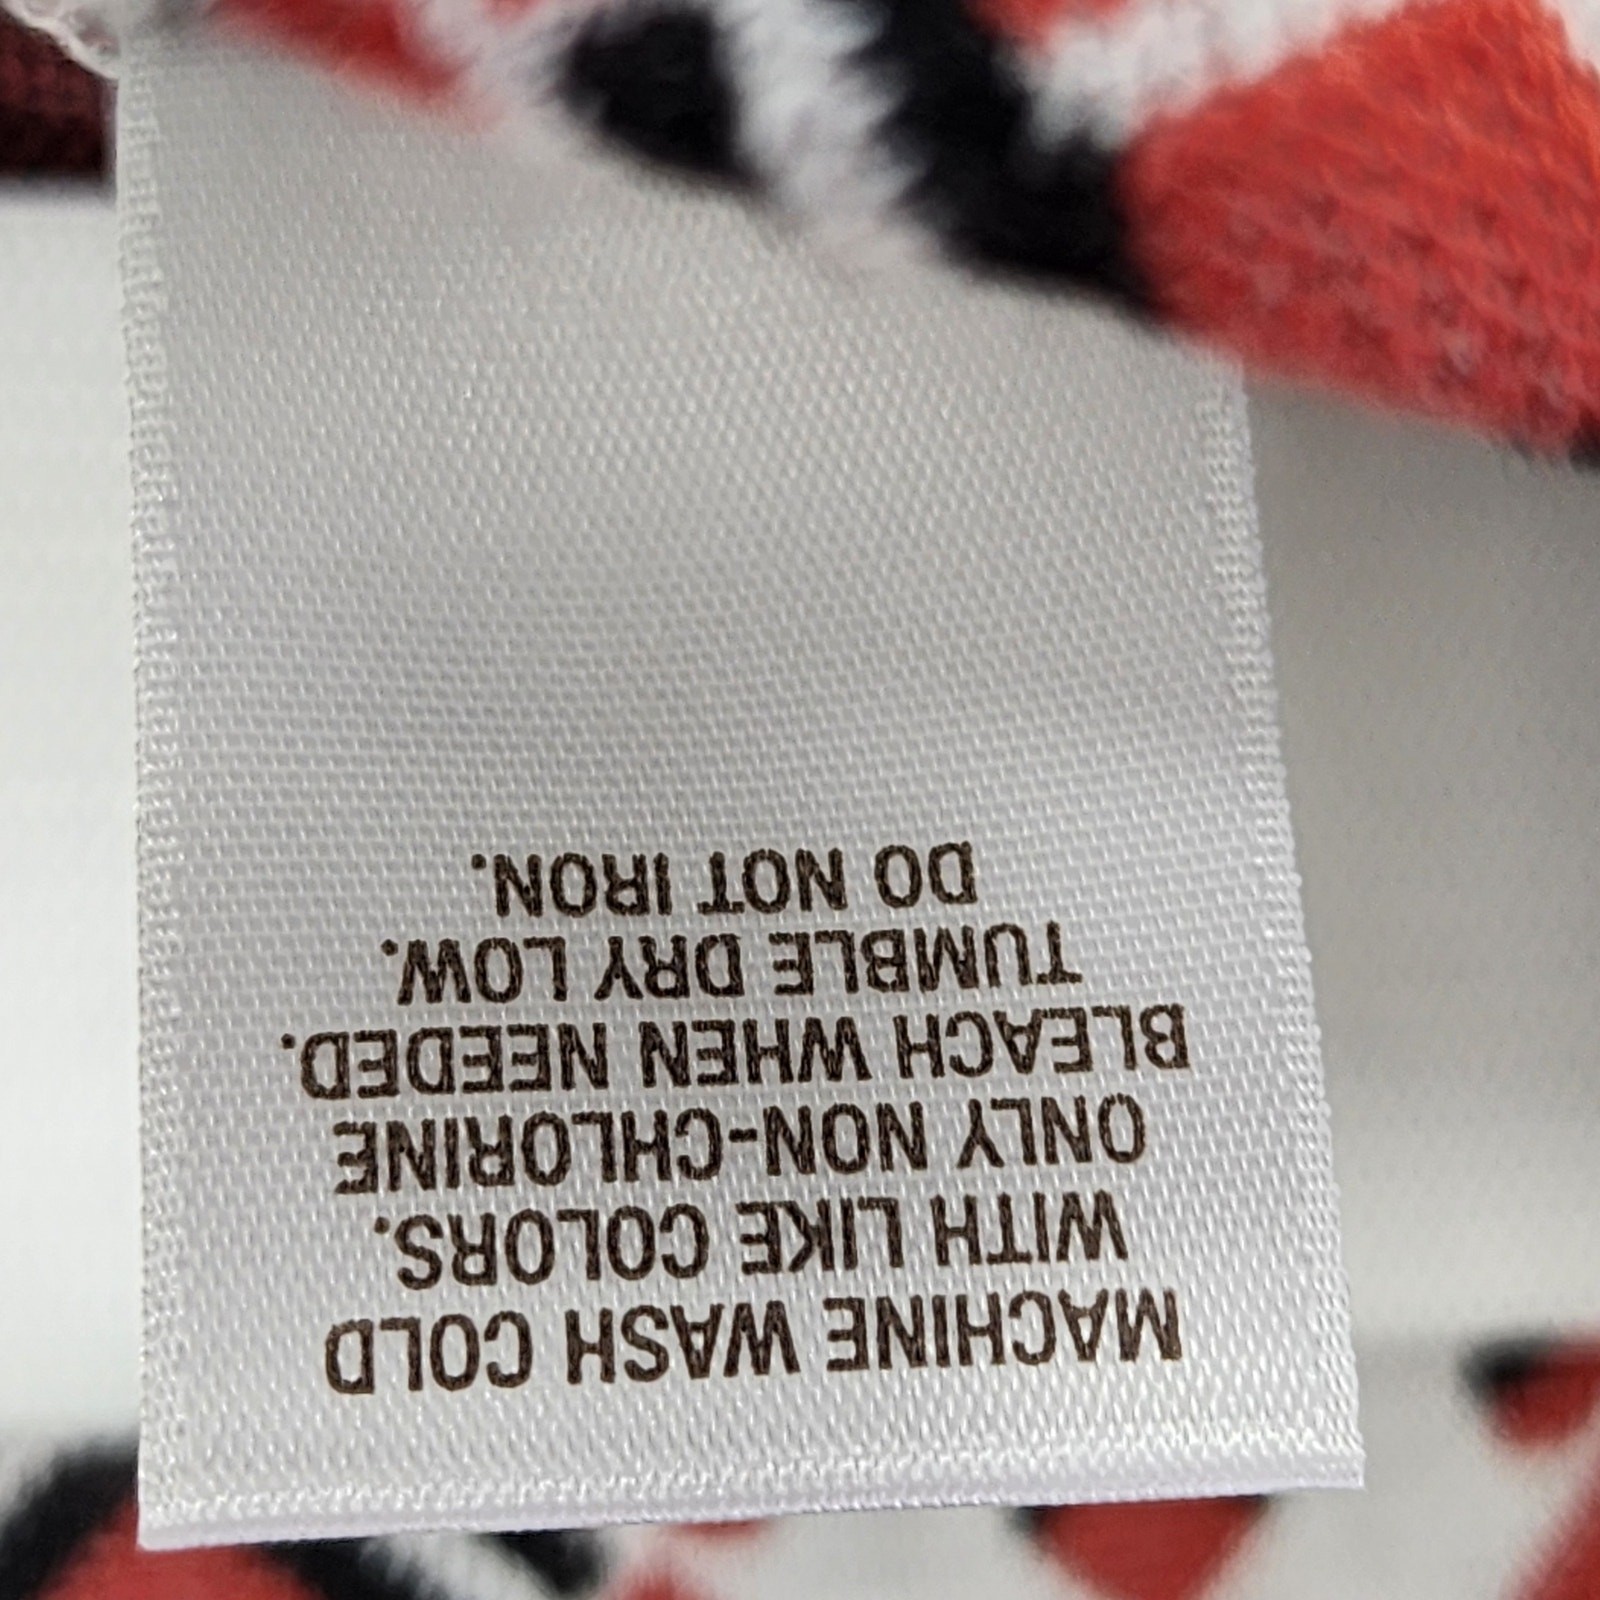 MACHINE WASH COLD
WITH LIKE COLORS.
ONLY NON-CHLORINE
BLEACH WHEN NEEDED.
TUMBLE DRY LOW.
DO NOT IRON.